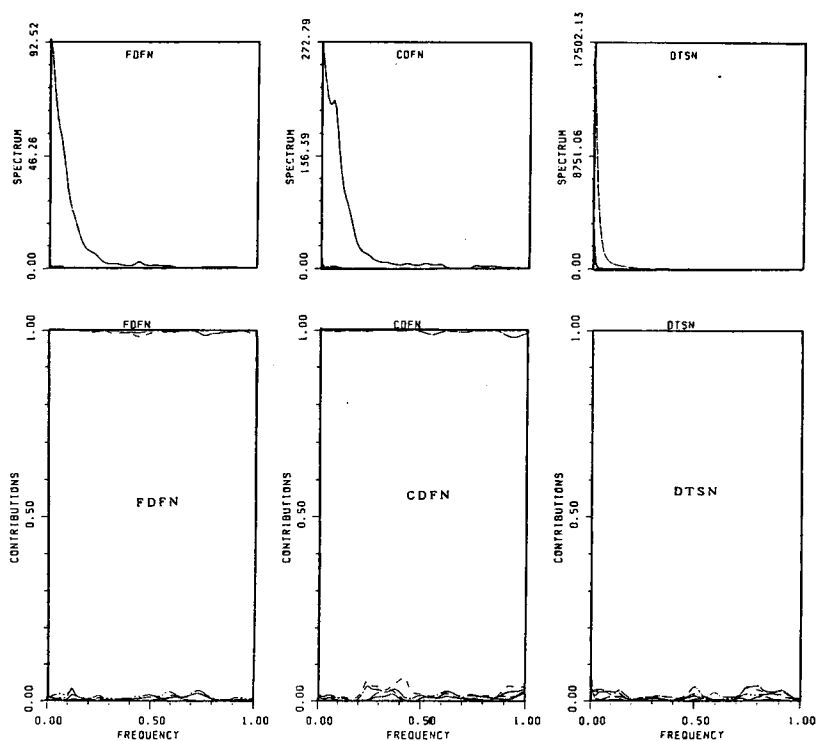 FDFN
SPECTRUM
92.52
46.26
0.00
CDFN
SPECTRUM
272.79
136.39
0.00
DTSN
SPECTRUM
17502.13
8751.06
0.00
FDFN
CONTRIBUTIONS
1.00
0.50
0.00
FDFN
0.00 0.50 1.00
FREQUENCY
CDFN
CONTRIBUTIONS
1.00
0.50
0.00
CDFN
0.00 0.50 1.00
FREQUENCY
DTSN
CONTRIBUTIONS
1.00
0.50
0.00
DTSN
0.00 0.50 1.00
FREQUENCY